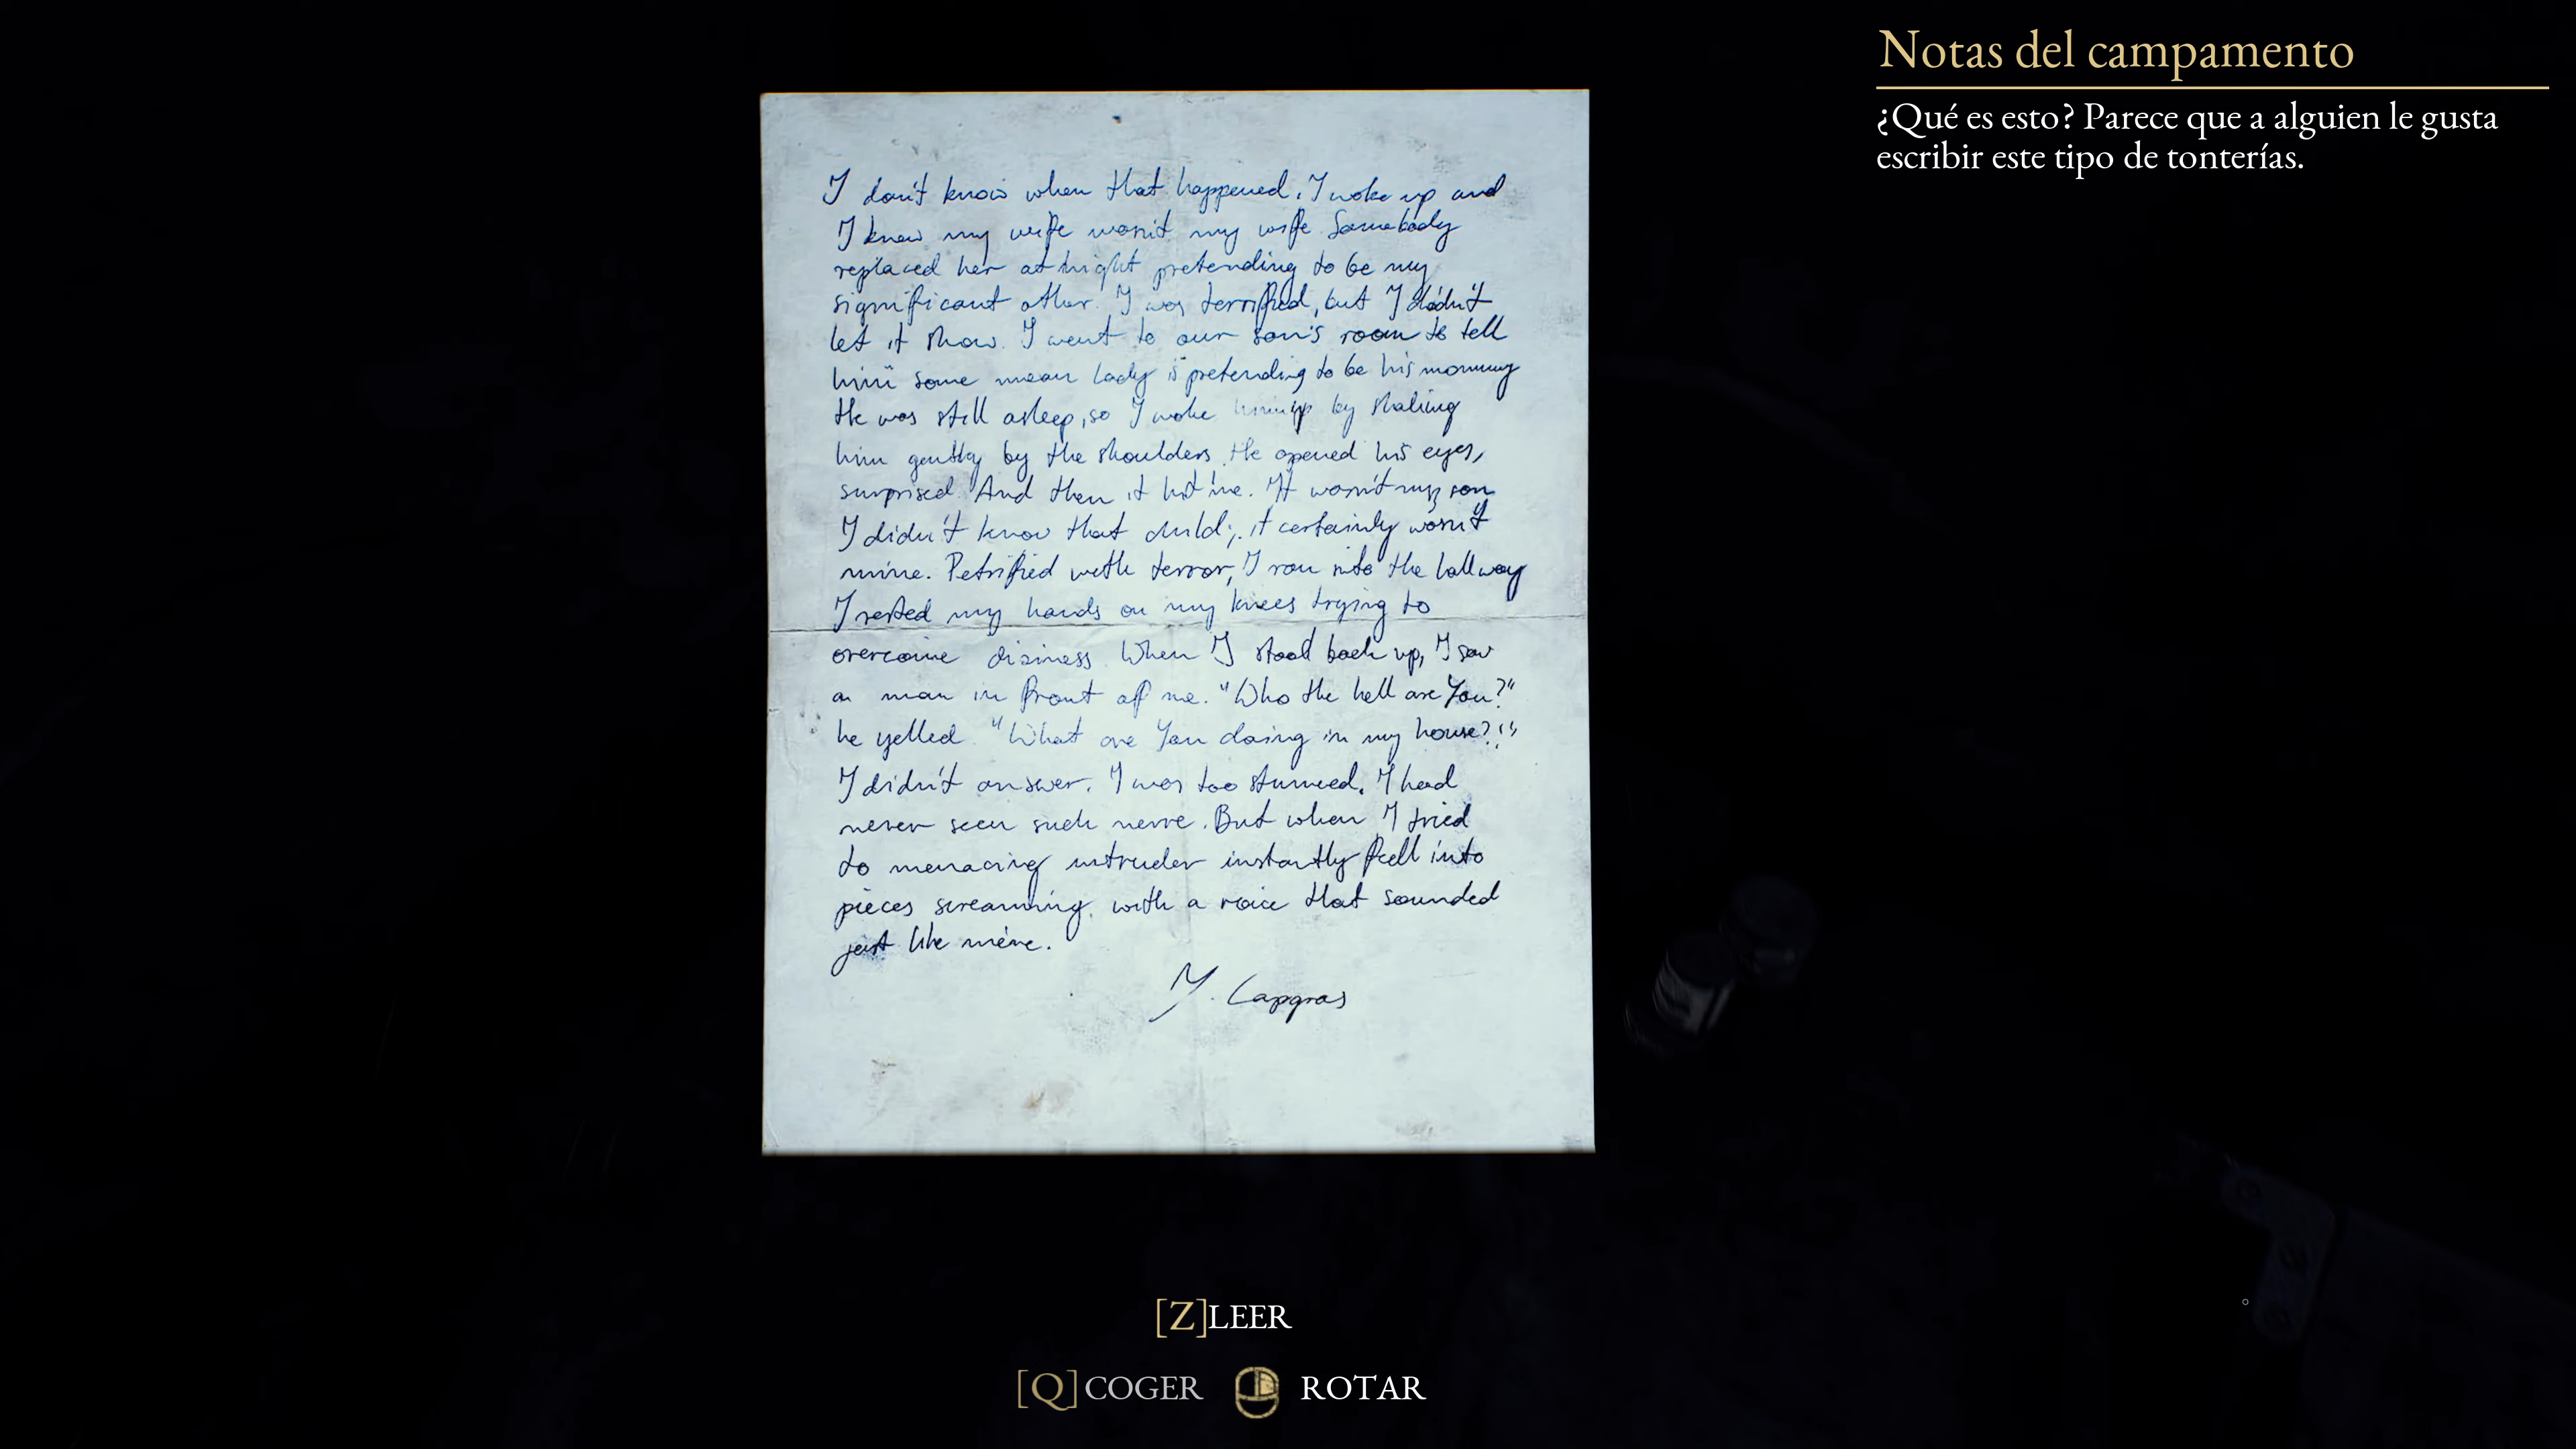 Notas del campamento
¿Qué es esto? Parece que a alguien le gusta
escribir este tipo de tonterías.
I don't know when that happened. I woke up and
I knew my wife wasn't my wife Somebody
replaced her at night pretending to be my
significant other. I was terrified, but I didn't
let it show. I went to our son's room to tell
him some mean lady is pretending to be his mommy
He was still asleep, so I woke him up by shaking
him gently by the shoulders. He opened his eyes,
surprised. And then it hit me. It wasn't my son
I didn't know that child; it certainly wasn't
mine. Petrified with terror, I ran into the hallway
I rested my hands on my knees trying to
overcome diziness. When I stood back up, I saw
a man in front of me. "Who the hell are You?"
he yelled. "What are You doing in my house?!"
I didn't answer. I was too stunned. I had
never seen such nerve. But when I tried
to menacing intruder instantly fell into
pieces screaming with a voice that sounded
just like mine.
Capgras
[Z]LEER
[Q]COGER ROTAR